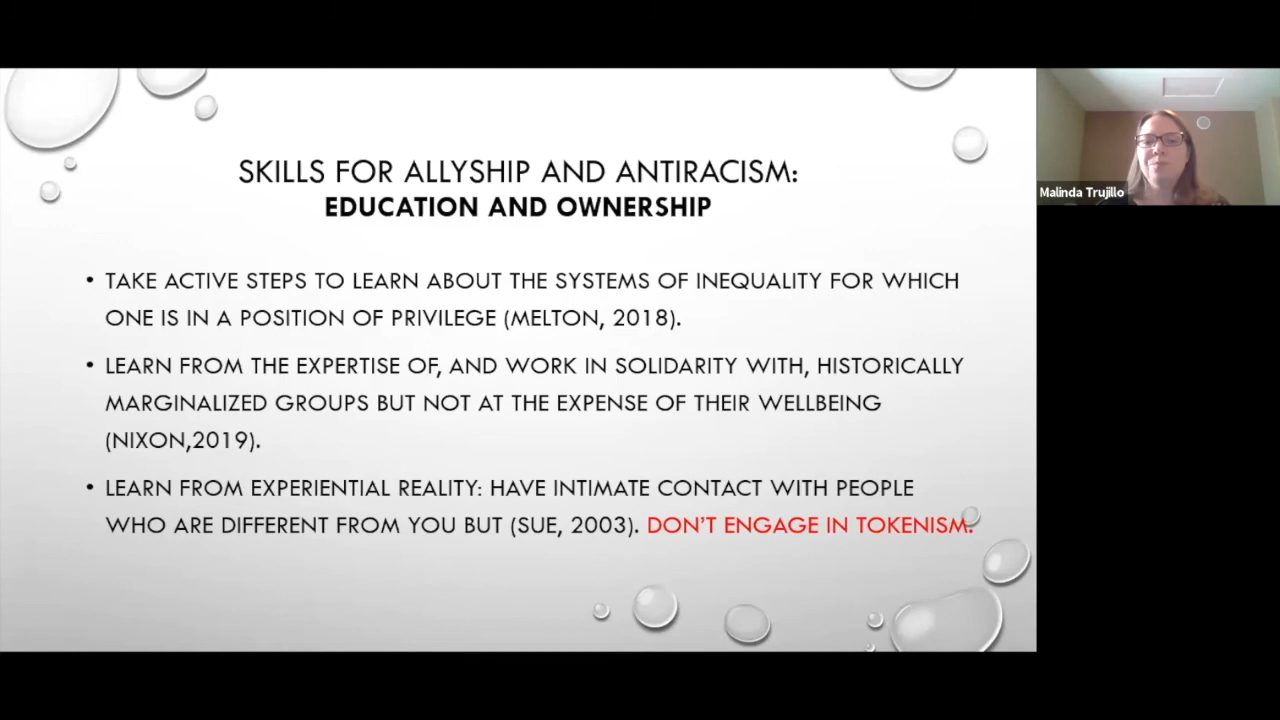 SKILLS FOR ALLYSHIP AND ANTIRACISM:
EDUCATION AND OWNERSHIP
• TAKE ACTIVE STEPS TO LEARN ABOUT THE SYSTEMS OF INEQUALITY FOR WHICH
ONE IS IN A POSITION OF PRIVILEGE (MELTON, 2018).
• LEARN FROM THE EXPERTISE OF, AND WORK IN SOLIDARITY WITH, HISTORICALLY
MARGINALIZED GROUPS BUT NOT AT THE EXPENSE OF THEIR WELLBEING
(NIXON,2019).
• LEARN FROM EXPERIENTIAL REALITY: HAVE INTIMATE CONTACT WITH PEOPLE
WHO ARE DIFFERENT FROM YOU BUT (SUE, 2003). DON'T ENGAGE IN TOKENISM.
Malinda Trujillo